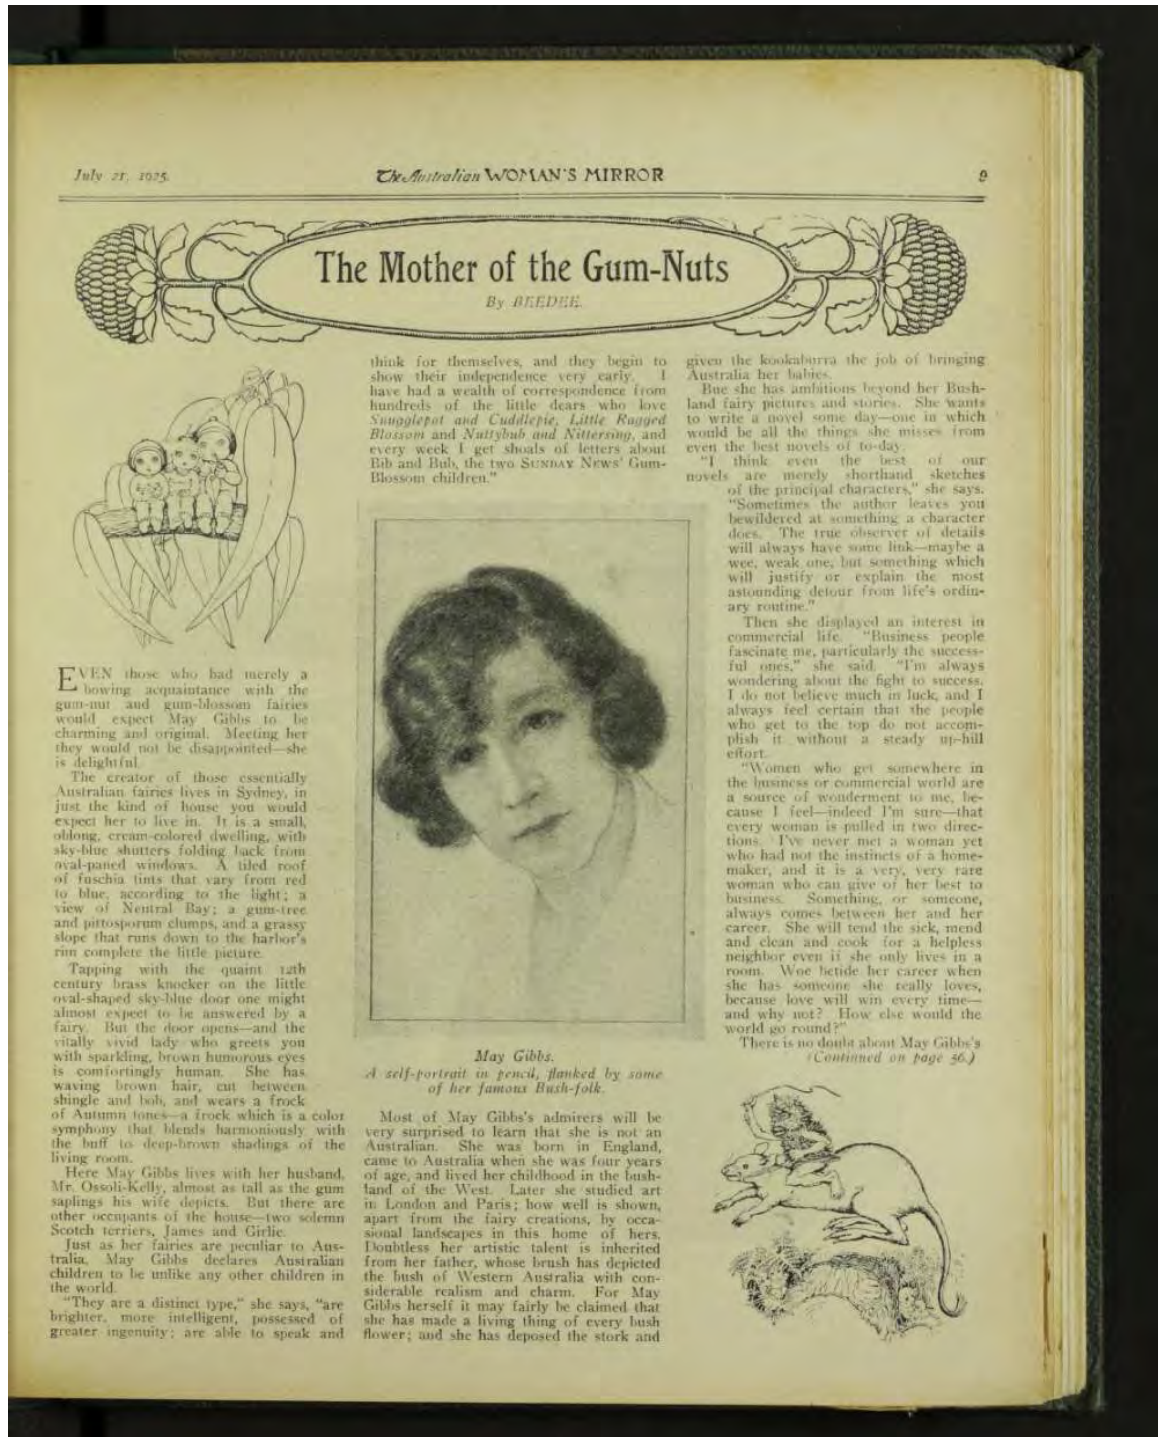 July 21, 1925.
The Australian WOMAN'S MIRROR
9
The Mother of the Gum-Nuts
By BEEDEE.
EVEN those who had merely a
bowing acquaintance with the
gum-nut and gum-blossom fairies
would expect May Gibbs to be
charming and original. Meeting her
they would not be disappointed—she
is delightful.
The creator of those essentially
Australian fairies lives in Sydney, in
just the kind of house you would
expect her to live in. It is a small,
oblong, cream-colored dwelling, with
sky-blue shutters folding back from
oval-paned windows. A tiled roof
of fuschia tints that vary from red
to blue, according to the light; a
view of Neutral Bay; a gum-tree
and pittosporum clumps, and a grassy
slope that runs down to the harbor's
rim complete the little picture.
Tapping with the quaint 12th
century brass knocker on the little
oval-shaped sky-blue door one might
almost expect to be answered by a
fairy. But the door opens—and the
vitally vivid lady who greets you
with sparkling, brown humorous eyes
is comfortingly human. She has
waving brown hair, cut between
shingle and bob, and wears a frock
of Autumn tones—a frock which is a color
symphony that blends harmoniously with
the buff to deep-brown shadings of the
living room.
Here May Gibbs lives with her husband,
Mr. Ossoli-Kelly, almost as tall as the gum
saplings his wife depicts. But there are
other occupants of the house—two solemn
Scotch terriers, James and Girlie.
Just as her fairies are peculiar to Aus-
tralia, May Gibbs declares Australian
children to be unlike any other children in
the world.
"They are a distinct type," she says, "are
brighter, more intelligent, possessed of
greater ingenuity; are able to speak and
think for themselves, and they begin to
show their independence very early. I
have had a wealth of correspondence from
hundreds of the little dears who love
Snugglepot and Cuddlepie, Little Ragged
Blossom and Nuttybub and Nittersing, and
every week I get shoals of letters about
Bib and Bub, the two SUNDAY NEWS' Gum-
Blossom children."
May Gibbs.
A self-portrait in pencil, flanked by some
of her famous Bush-folk.
Most of May Gibbs's admirers will be
very surprised to learn that she is not an
Australian. She was born in England,
came to Australia when she was four years
of age, and lived her childhood in the bush-
land of the West. Later she studied art
in London and Paris; how well is shown,
apart from the fairy creations, by occa-
sional landscapes in this home of hers.
Doubtless her artistic talent is inherited
from her father, whose brush has depicted
the bush of Western Australia with con-
siderable realism and charm. For May
Gibbs herself it may fairly be claimed that
she has made a living thing of every bush
flower; and she has deposed the stork and
given the kookaburra the job of bringing
Australia her babies.
But she has ambitions beyond her Bush-
land fairy pictures and stories. She wants
to write a novel some day—one in which
would be all the things she misses from
even the best novels of to-day.
"I think even the best of our
novels are merely shorthand sketches
of the principal characters," she says.
"Sometimes the author leaves you
bewildered at something a character
does. The true observer of details
will always have some link—maybe a
wee, weak one, but something which
will justify or explain the most
astounding detour from life's ordin-
ary routine."
Then she displayed an interest in
commercial life. "Business people
fascinate me, particularly the success-
ful ones," she said. "I'm always
wondering about the fight to success.
I do not believe much in luck, and I
always feel certain that the people
who get to the top do not accom-
plish it without a steady up-hill
effort.
"Women who get somewhere in
the business or commercial world are
a source of wonderment to me, be-
cause I feel—indeed I'm sure—that
every woman is pulled in two direc-
tions. I've never met a woman yet
who had not the instincts of a home-
maker, and it is a very, very rare
woman who can give of her best to
business. Something, or someone,
always comes between her and her
career. She will tend the sick, mend
and clean and cook for a helpless
neighbor even if she only lives in a
room. Woe betide her career when
she has someone she really loves,
because love will win every time—
and why not? How else would the
world go round?"
There is no doubt about May Gibbs's
(Continued on page 36.)